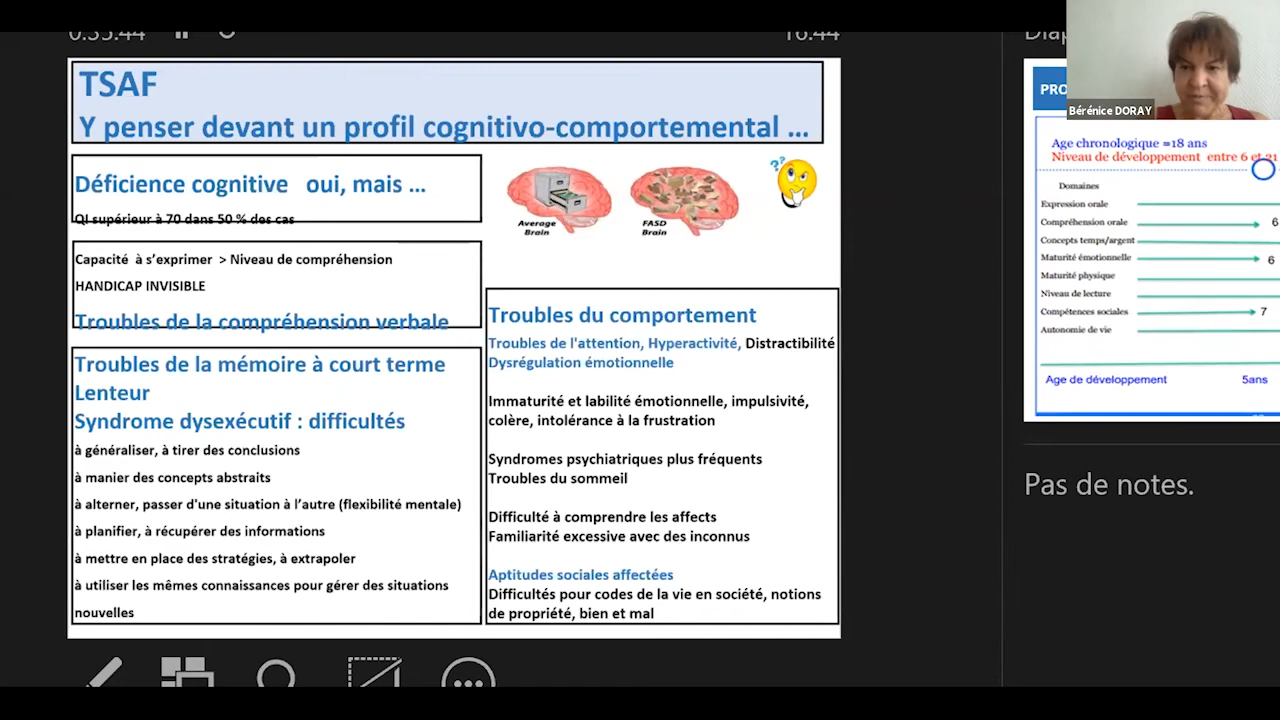 0:35:44
16:44
TSAF
Y penser devant un profil cognitivo-comportemental ...
Déficience cognitive oui, mais ...
QI supérieur à 70 dans 50 % des cas
Capacité à s’exprimer > Niveau de compréhension
HANDICAP INVISIBLE
Troubles de la compréhension verbale
Troubles de la mémoire à court terme
Lenteur
Syndrome dysexécutif : difficultés
à généraliser, à tirer des conclusions
à manier des concepts abstraits
à alterner, passer d'une situation à l’autre (flexibilité mentale)
à planifier, à récupérer des informations
à mettre en place des stratégies, à extrapoler
à utiliser les mêmes connaissances pour gérer des situations
nouvelles
??
Average
Brain
FASD
Brain
Troubles du comportement
Troubles de l'attention, Hyperactivité, Distractibilité
Dysrégulation émotionnelle
Immaturité et labilité émotionnelle, impulsivité,
colère, intolérance à la frustration
Syndromes psychiatriques plus fréquents
Troubles du sommeil
Difficulté à comprendre les affects
Familiarité excessive avec des inconnus
Aptitudes sociales affectées
Difficultés pour codes de la vie en société, notions
de propriété, bien et mal
Bérénice DORAY
PRO
Age chronologique =18 ans
Niveau de développement entre 6 et 21
Domaines
Expression orale
Compréhension orale 6
Concepts temps/argent
Maturité émotionnelle 6
Maturité physique
Niveau de lecture
Compétences sociales 7
Autonomie de vie
Age de développement 5ans
Pas de notes.